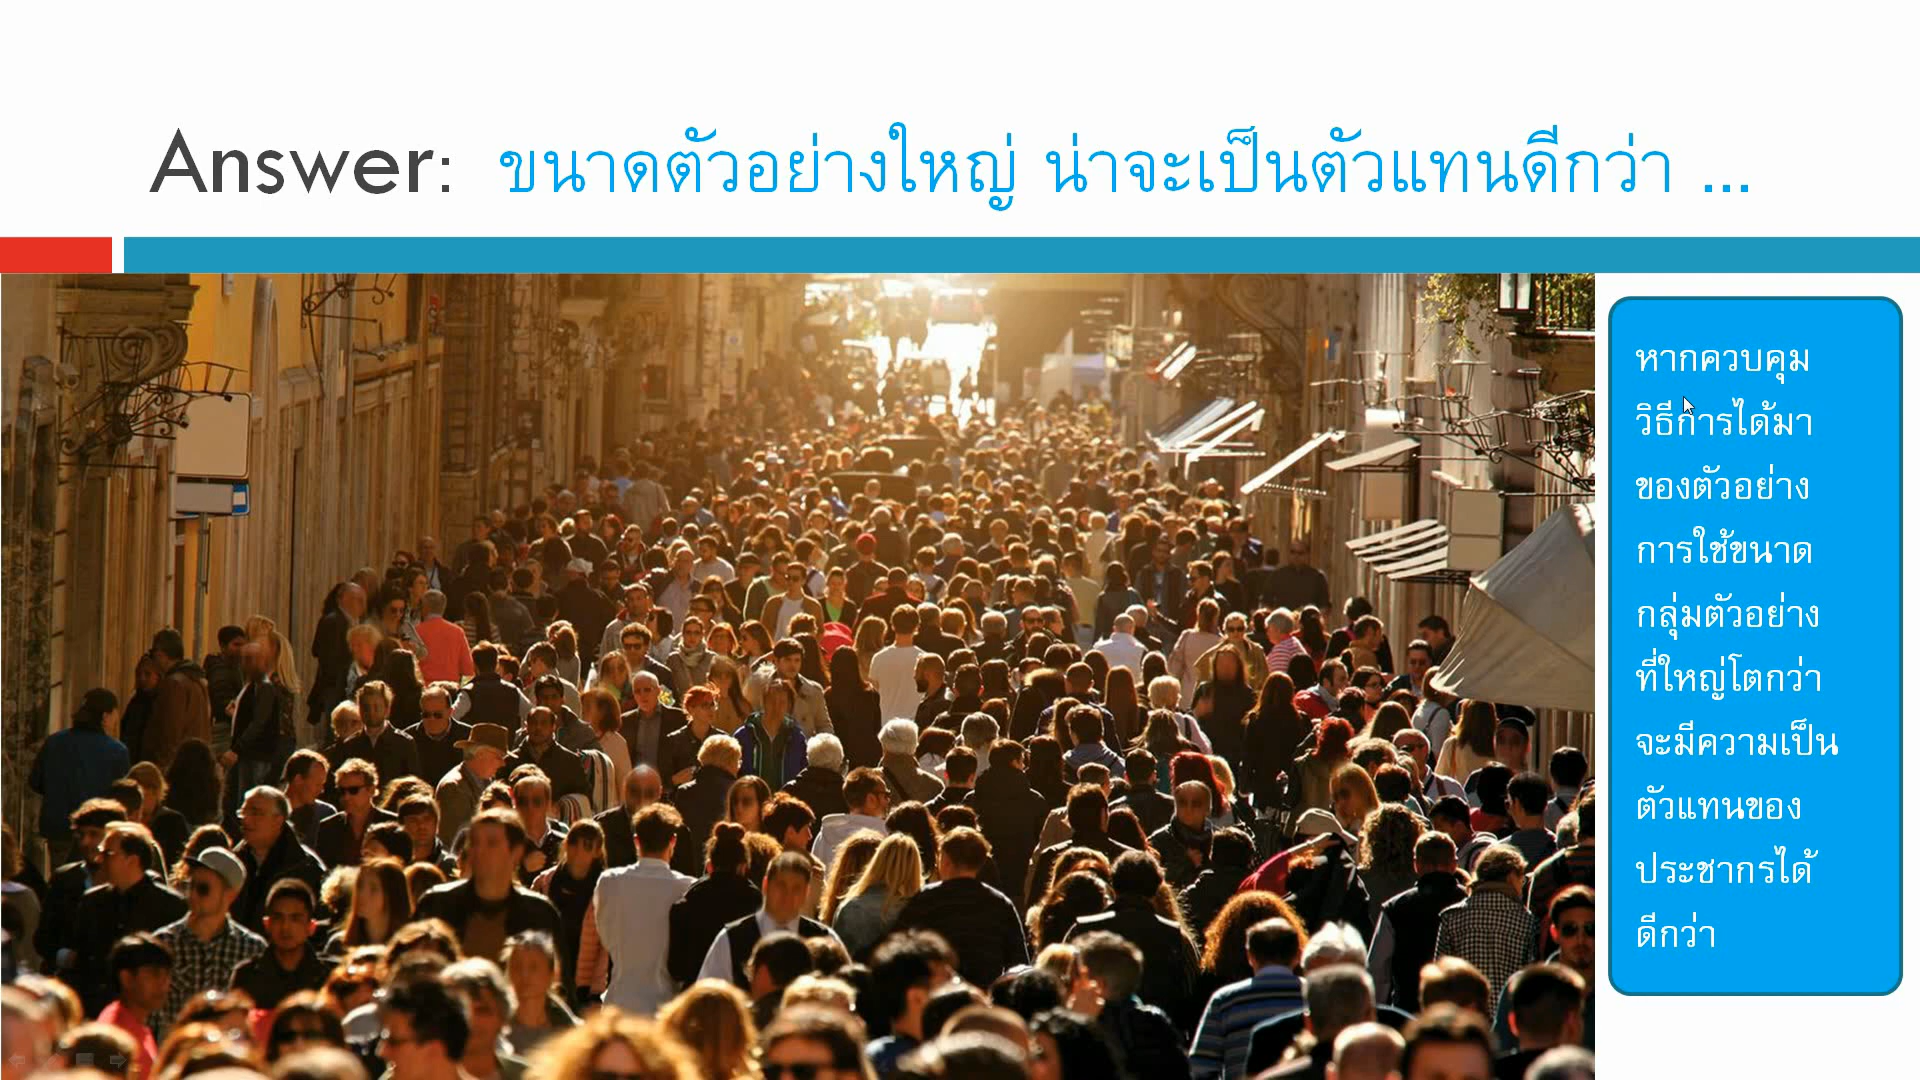 Answer: ขนาดตัวอย่างใหญ่ น่าจะเป็นตัวแทนดีกว่า ...
หากควบคุม
วิธีการได้มา
ของตัวอย่าง
การใช้ขนาด
กลุ่มตัวอย่าง
ที่ใหญ่โตกว่า
จะมีความเป็น
ตัวแทนของ
ประชากรได้
ดีกว่า